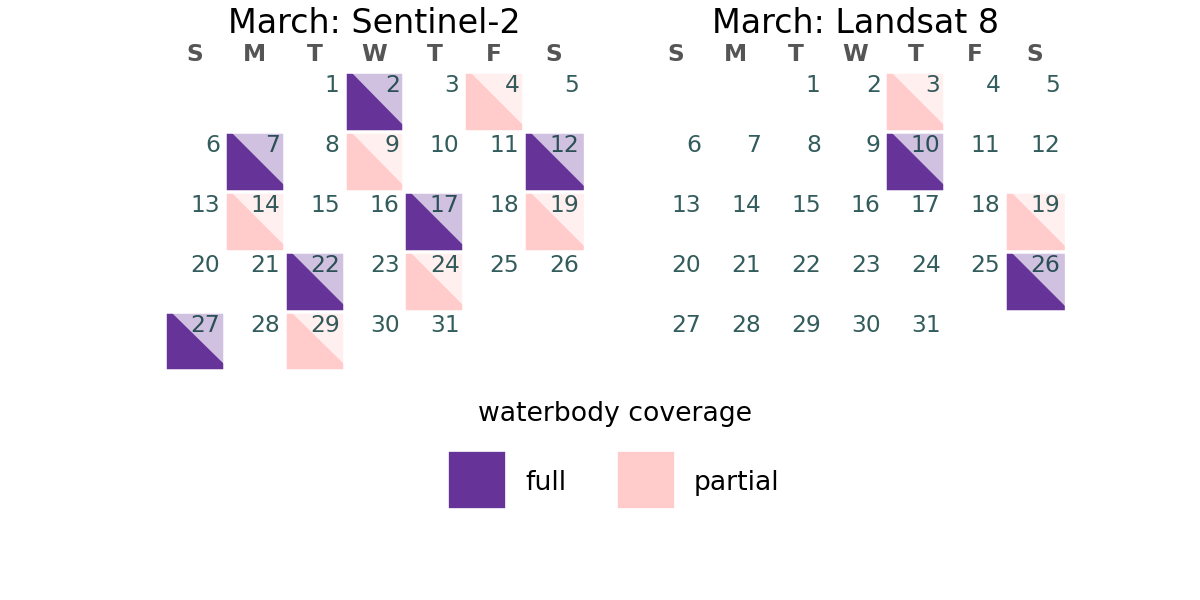 March: Sentinel-2
S M T W T F S
1 2 3 4 5
6 7 8 9 10 11 12
13 14 15 16 17 18 19
20 21 22 23 24 25 26
27 28 29 30 31
March: Landsat 8
S M T W T F S
1 2 3 4 5
6 7 8 9 10 11 12
13 14 15 16 17 18 19
20 21 22 23 24 25 26
27 28 29 30 31
waterbody coverage
full
partial